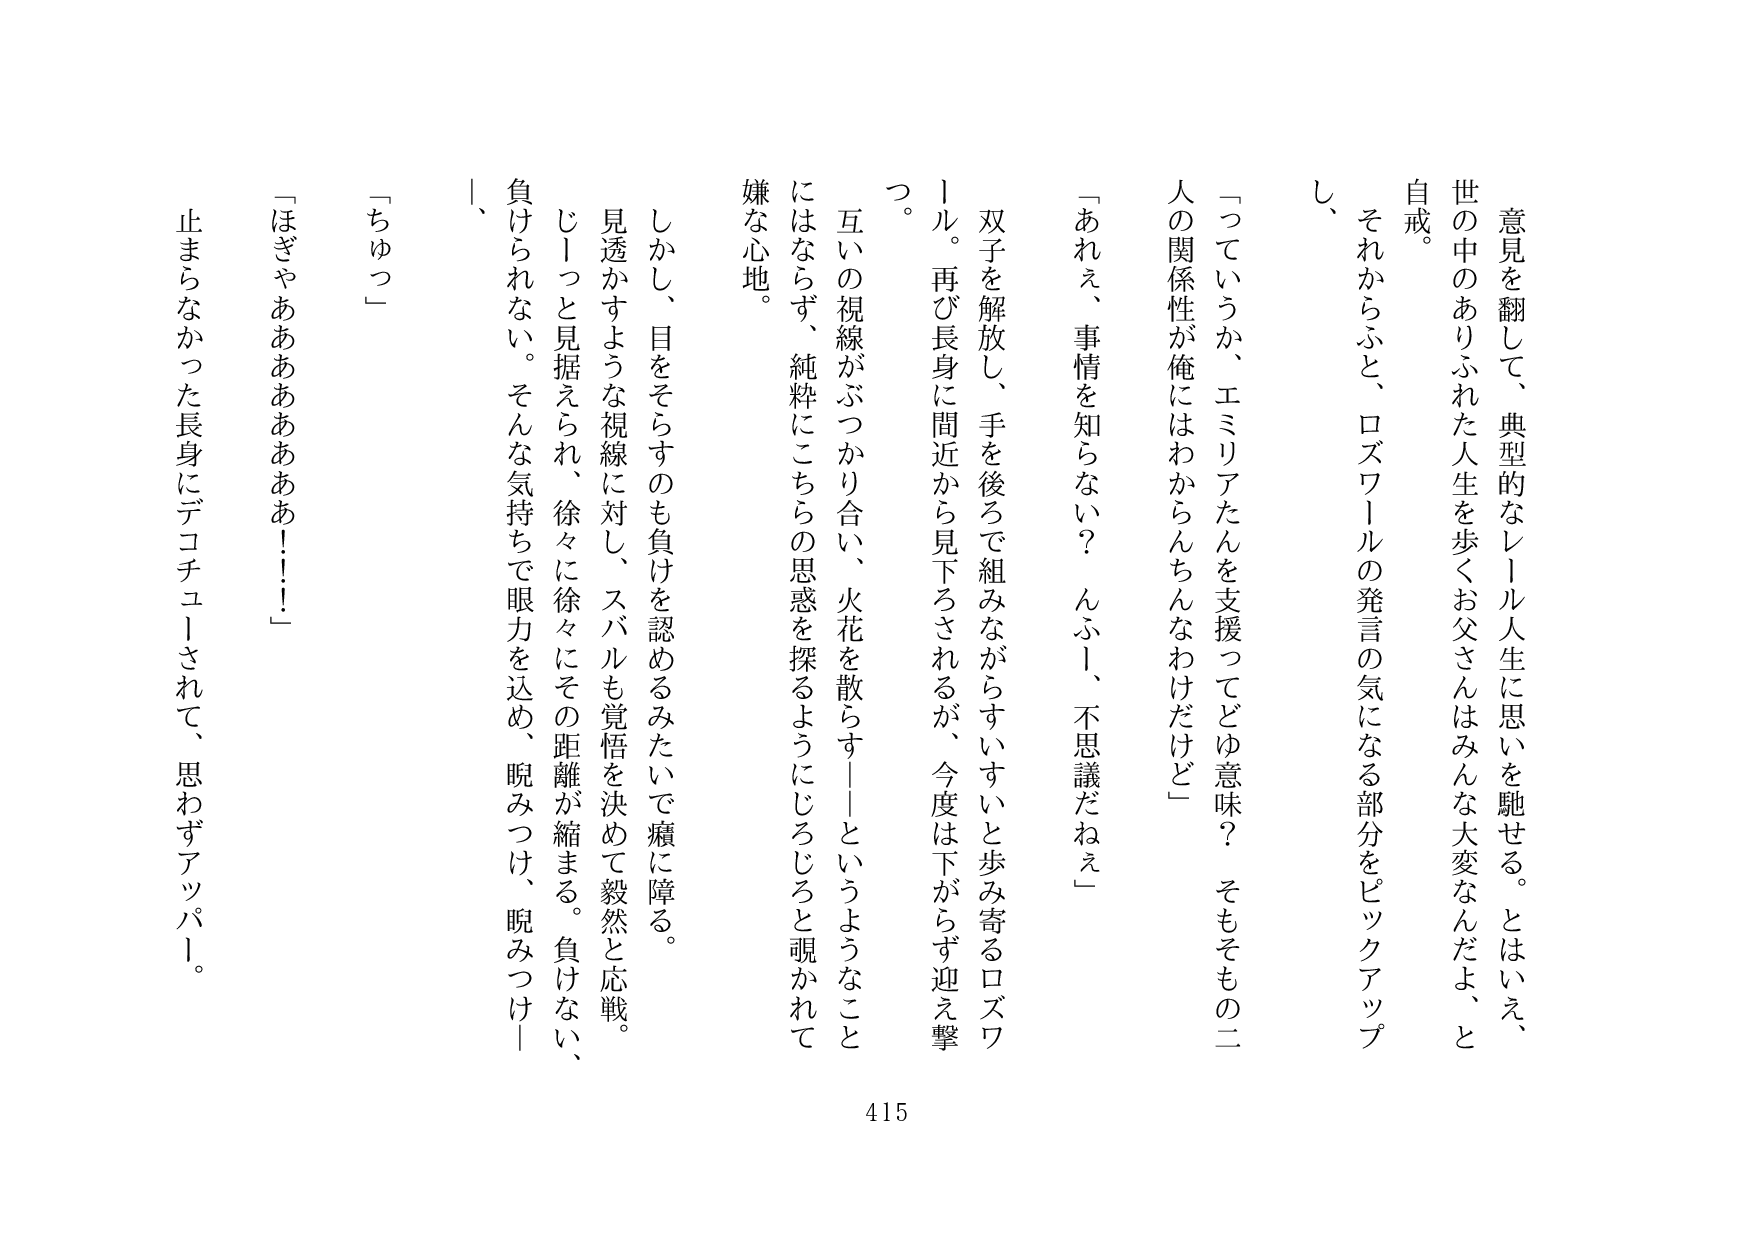 意見を翻して、典型的なレール人生に思いを馳せる。とはいえ、
世の中のありふれた人生を歩くお父さんはみんな大変なんだよ、と
自戒。
　それからふと、ロズワールの発言の気になる部分をピックアップ
し、
「っていうか、エミリアたんを支援ってどゆ意味？　そもそもの二
人の関係性が俺にはわからんちんなわけだけど」
「あれぇ、事情を知らない？　んふー、不思議だねぇ」
　双子を解放し、手を後ろで組みながらすいすいと歩み寄るロズワ
ール。再び長身に間近から見下ろされるが、今度は下がらず迎え撃
つ。
　互いの視線がぶつかり合い、火花を散らす――というようなこと
にはならず、純粋にこちらの思惑を探るようにじろじろと覗かれて
嫌な心地。
　しかし、目をそらすのも負けを認めるみたいで癪に障る。
　見透かすような視線に対し、スバルも覚悟を決めて毅然と応戦。
　じーっと見据えられ、徐々に徐々にその距離が縮まる。負けない、
負けられない。そんな気持ちで眼力を込め、睨みつけ、睨みつけ―
―、
「ちゅっ」
「ほぎゃああああああああ！！！」
　止まらなかった長身にデコチューされて、思わずアッパー。
415